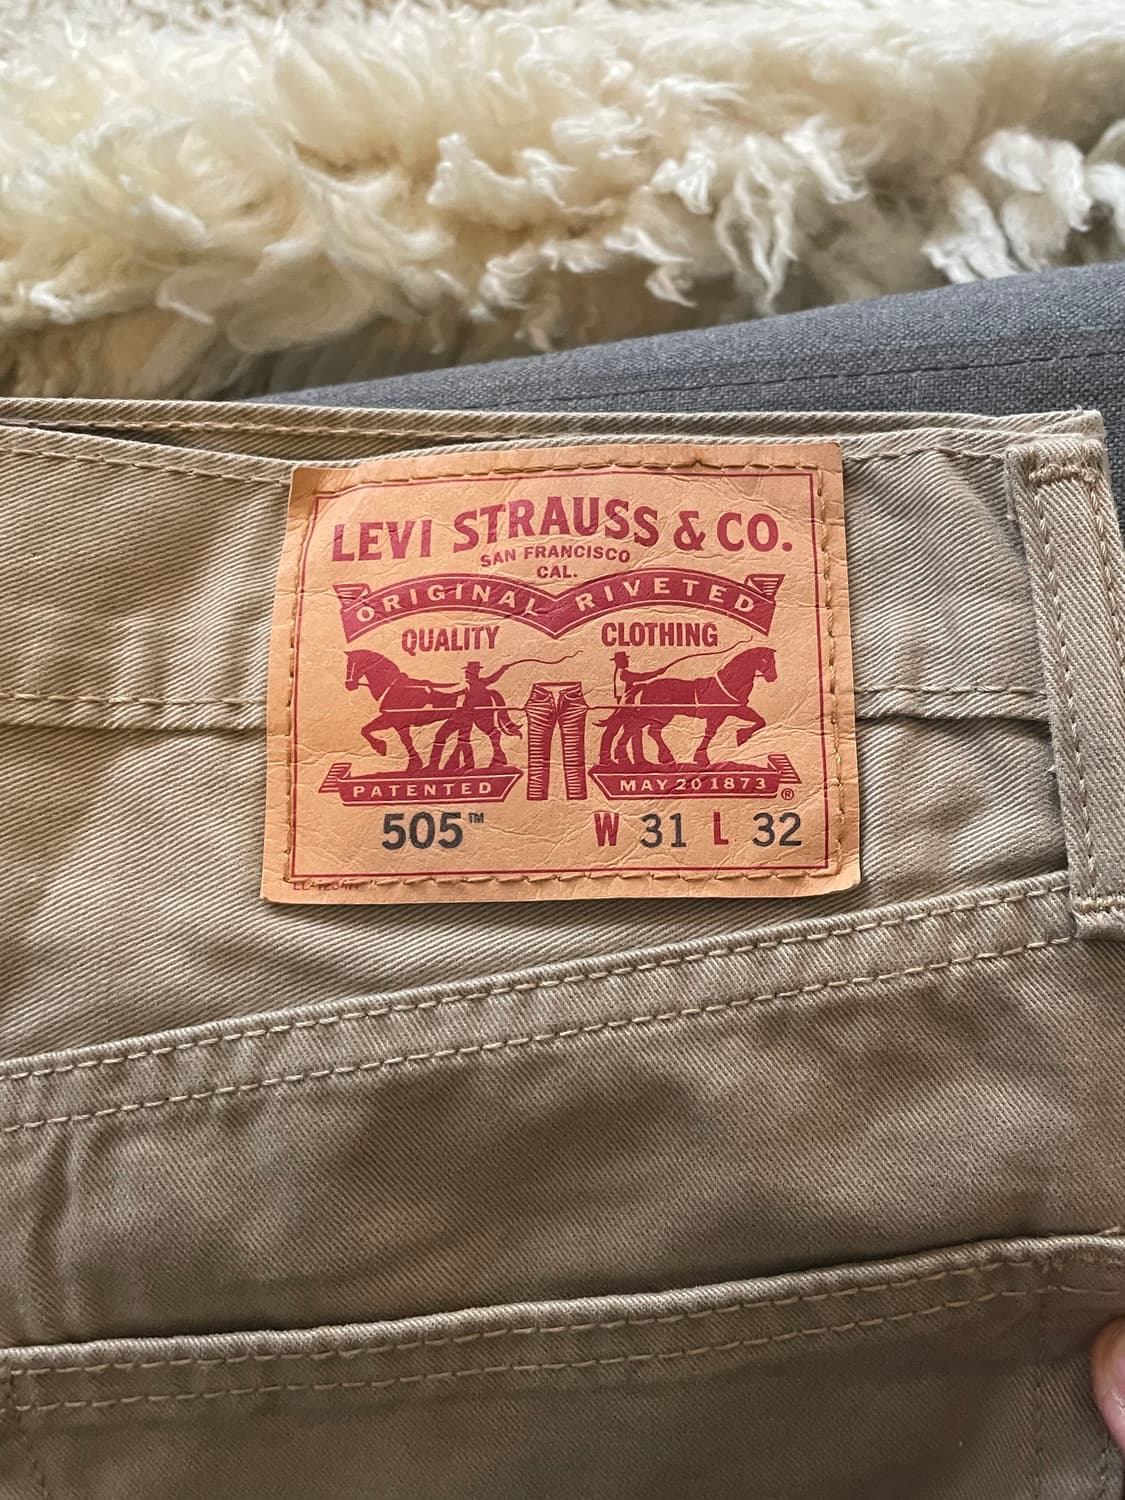 LEVI STRAUSS & CO.
SAN FRANCISCO
CAL.
ORIGINAL RIVETED
QUALITY CLOTHING
PATENTED MAY 20 1873 ®
505™ W 31 L 32